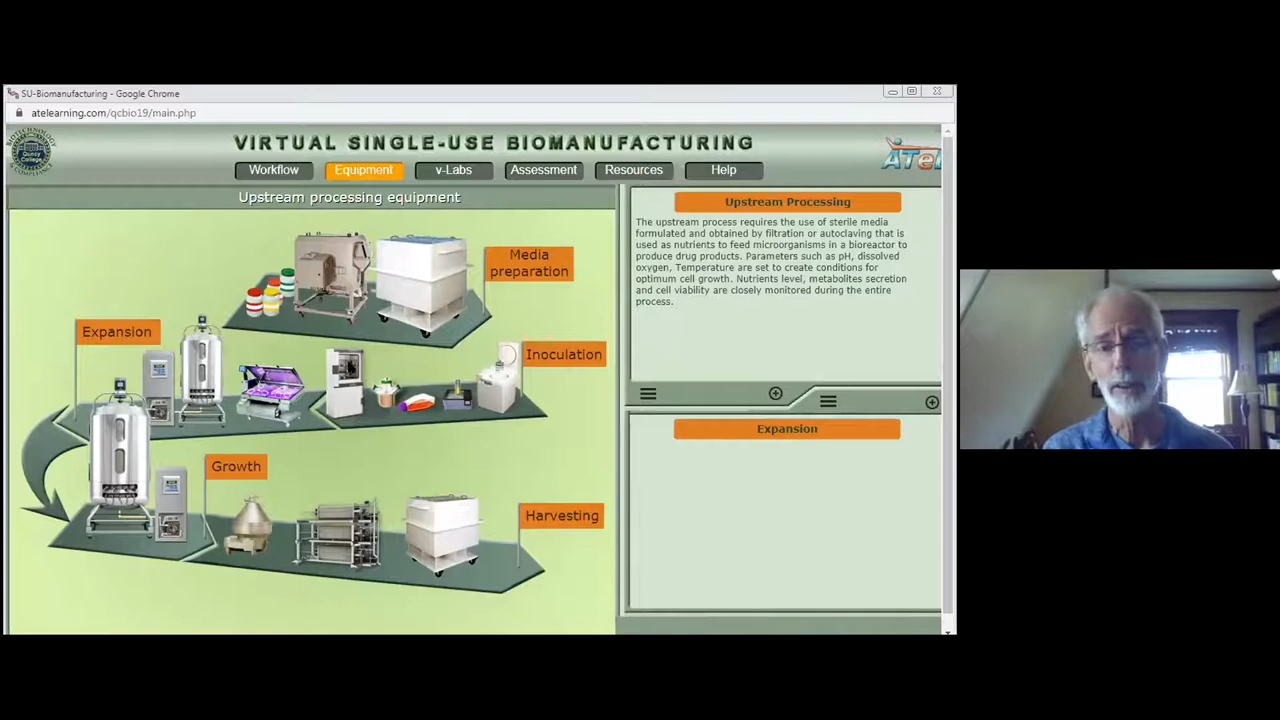 SU-Biomanufacturing - Google Chrome
atelearning.com/qcbio19/main.php
VIRTUAL SINGLE-USE BIOMANUFACTURING
Workflow
Equipment
v-Labs
Assessment
Resources
Help
ATeL
Quincy
College
Upstream processing equipment
Media
preparation
Expansion
Inoculation
Growth
Harvesting
Upstream Processing
The upstream process requires the use of sterile media
formulated and obtained by filtration or autoclaving that is
used as nutrients to feed microorganisms in a bioreactor to
produce drug products. Parameters such as pH, dissolved
oxygen, Temperature are set to create conditions for
optimum cell growth. Nutrients level, metabolites secretion
and cell viability are closely monitored during the entire
process.
Expansion